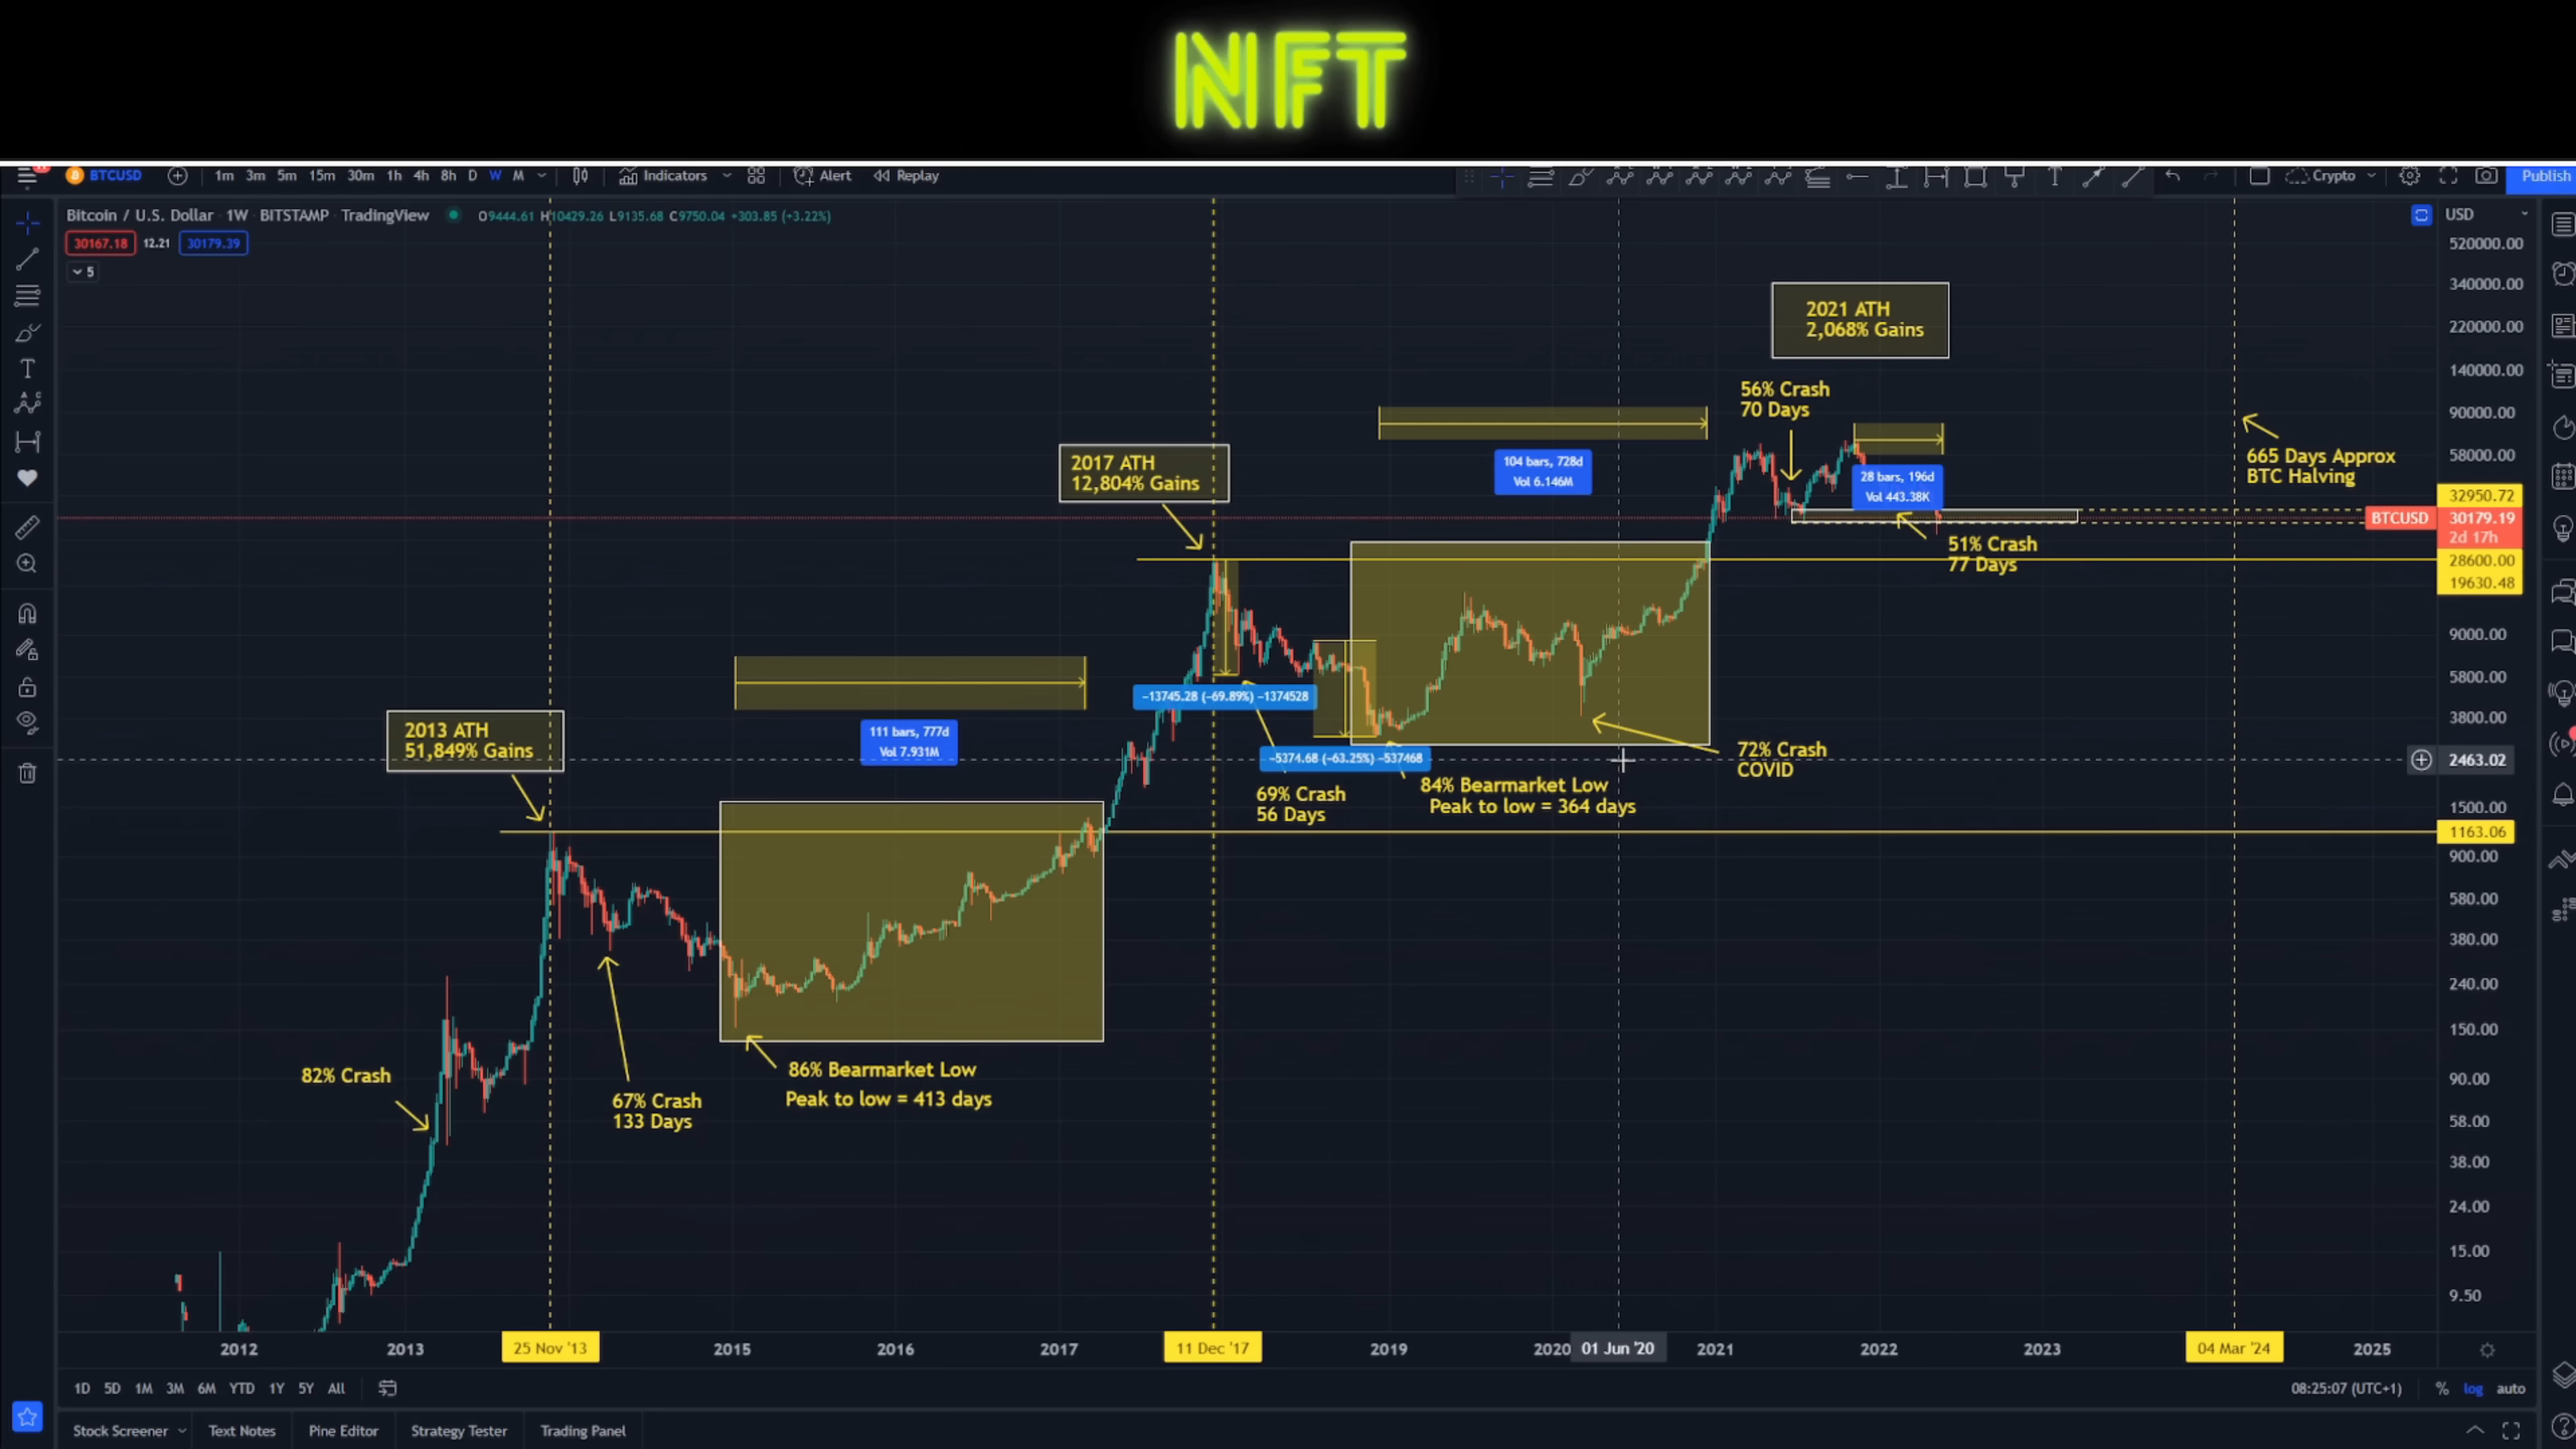 NFT
BTCUSD 1m 3m 5m 15m 30m 1h 4h 8h D W M Indicators Alert Replay Crypto Publish
Bitcoin / U.S. Dollar · 1W · BITSTAMP · TradingView O9444.61 H10429.26 L9135.68 C9750.04 +303.85 (+3.22%) USD
30167.18 12.21 30179.39
5
520000.00
340000.00
220000.00
140000.00
90000.00
58000.00
32950.72
BTCUSD 30179.19
2d 17h
28600.00
19630.48
9000.00
5800.00
3800.00
2463.02
1500.00
1163.06
900.00
580.00
380.00
240.00
150.00
90.00
58.00
38.00
24.00
15.00
9.50
2021 ATH
2,068% Gains
56% Crash
70 Days
665 Days Approx
BTC Halving
2017 ATH
12,804% Gains
104 bars, 728d
Vol 6.146M
28 bars, 196d
Vol 443.38K
51% Crash
77 Days
−13745.28 (−69.89%) −1374528
2013 ATH
51,849% Gains
111 bars, 777d
Vol 7.931M
−5374.68 (−63.25%) −537468
72% Crash
COVID
69% Crash
56 Days
84% Bearmarket Low
Peak to low = 364 days
82% Crash
67% Crash
133 Days
86% Bearmarket Low
Peak to low = 413 days
2012 2013 25 Nov '13 2015 2016 2017 11 Dec '17 2019 2020 01 Jun '20 2021 2022 2023 04 Mar '24 2025
1D 5D 1M 3M 6M YTD 1Y 5Y All 08:25:07 (UTC+1) % log auto
Stock Screener Text Notes Pine Editor Strategy Tester Trading Panel